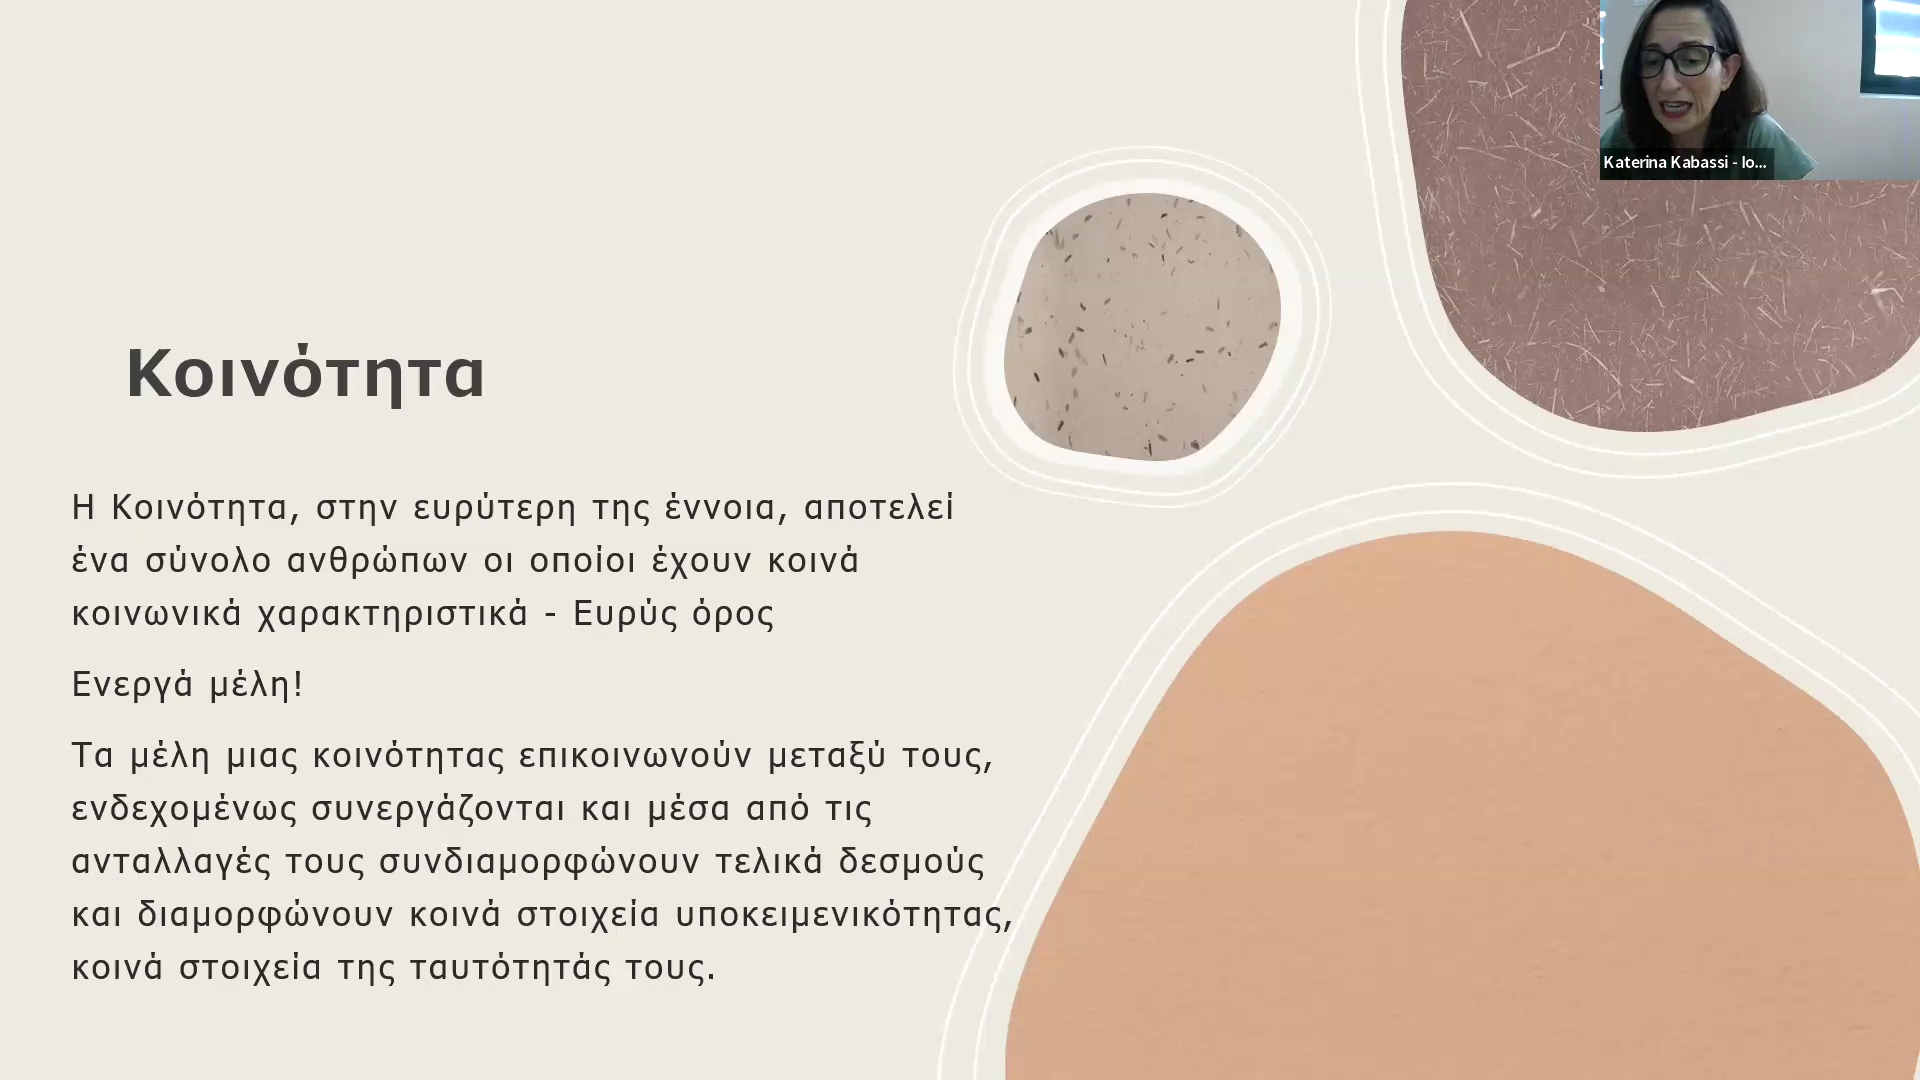 Κοινότητα
Η Κοινότητα, στην ευρύτερη της έννοια, αποτελεί
ένα σύνολο ανθρώπων οι οποίοι έχουν κοινά
κοινωνικά χαρακτηριστικά - Ευρύς όρος
Ενεργά μέλη!
Τα μέλη μιας κοινότητας επικοινωνούν μεταξύ τους,
ενδεχομένως συνεργάζονται και μέσα από τις
ανταλλαγές τους συνδιαμορφώνουν τελικά δεσμούς
και διαμορφώνουν κοινά στοιχεία υποκειμενικότητας,
κοινά στοιχεία της ταυτότητάς τους.
Katerina Kabassi - Io...